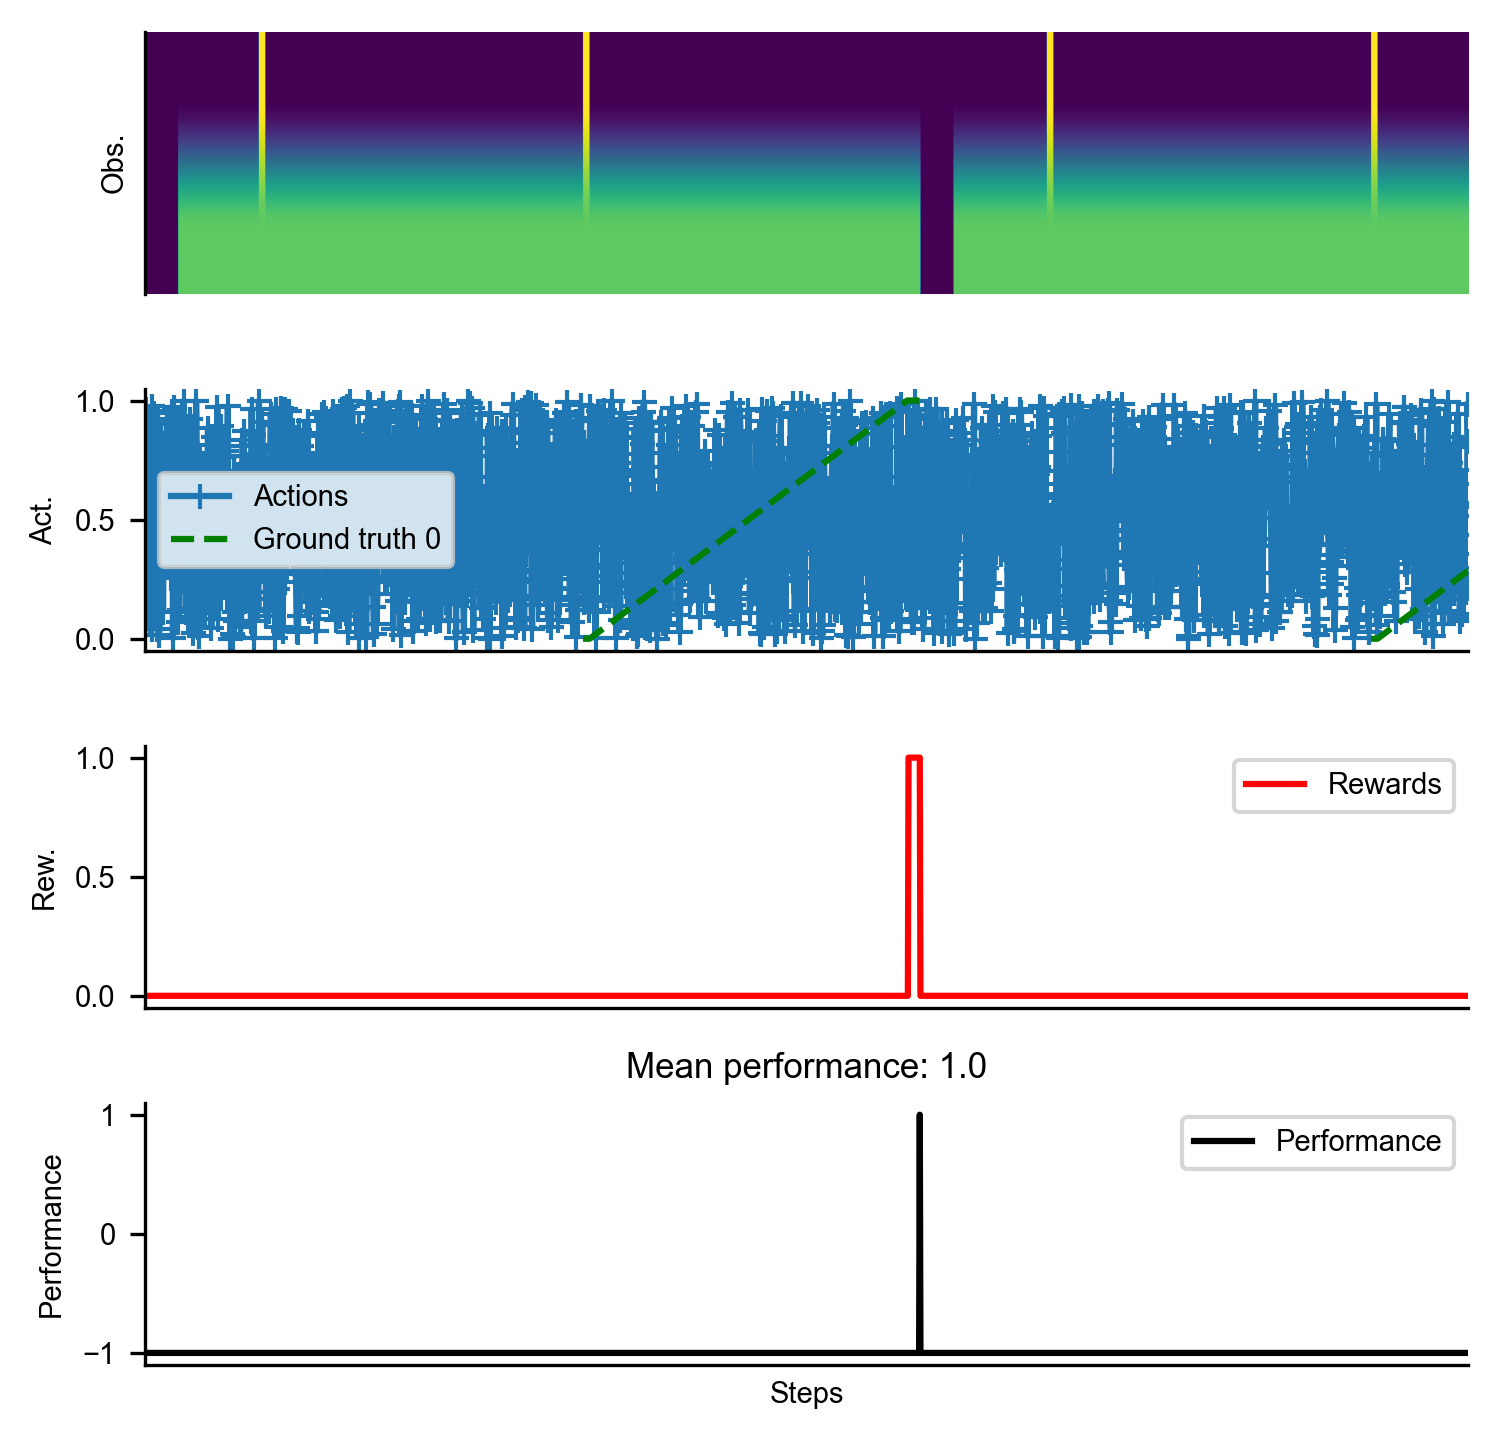 Obs.
1.0
0.5
0.0
Act.
Actions
Ground truth 0
1.0
0.5
0.0
Rew.
Rewards
Mean performance: 1.0
1
0
−1
Performance
Performance
Steps